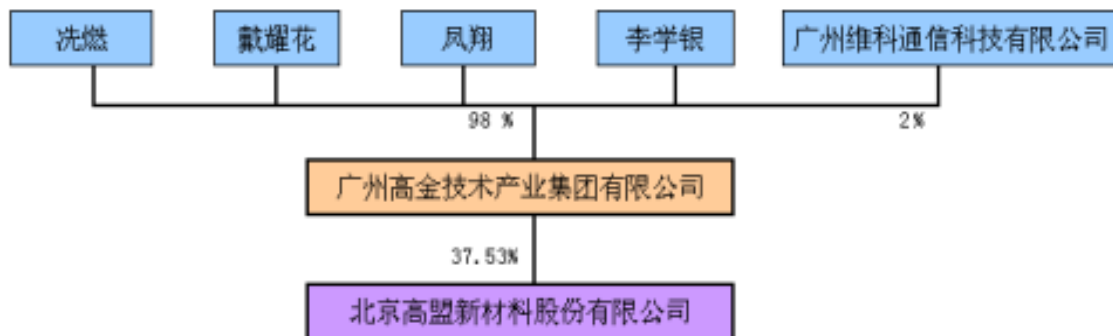 冼燃
戴耀花
凤翔
李学银
广州维科通信科技有限公司
98 %
2%
广州高金技术产业集团有限公司
37.53%
北京高盟新材料股份有限公司